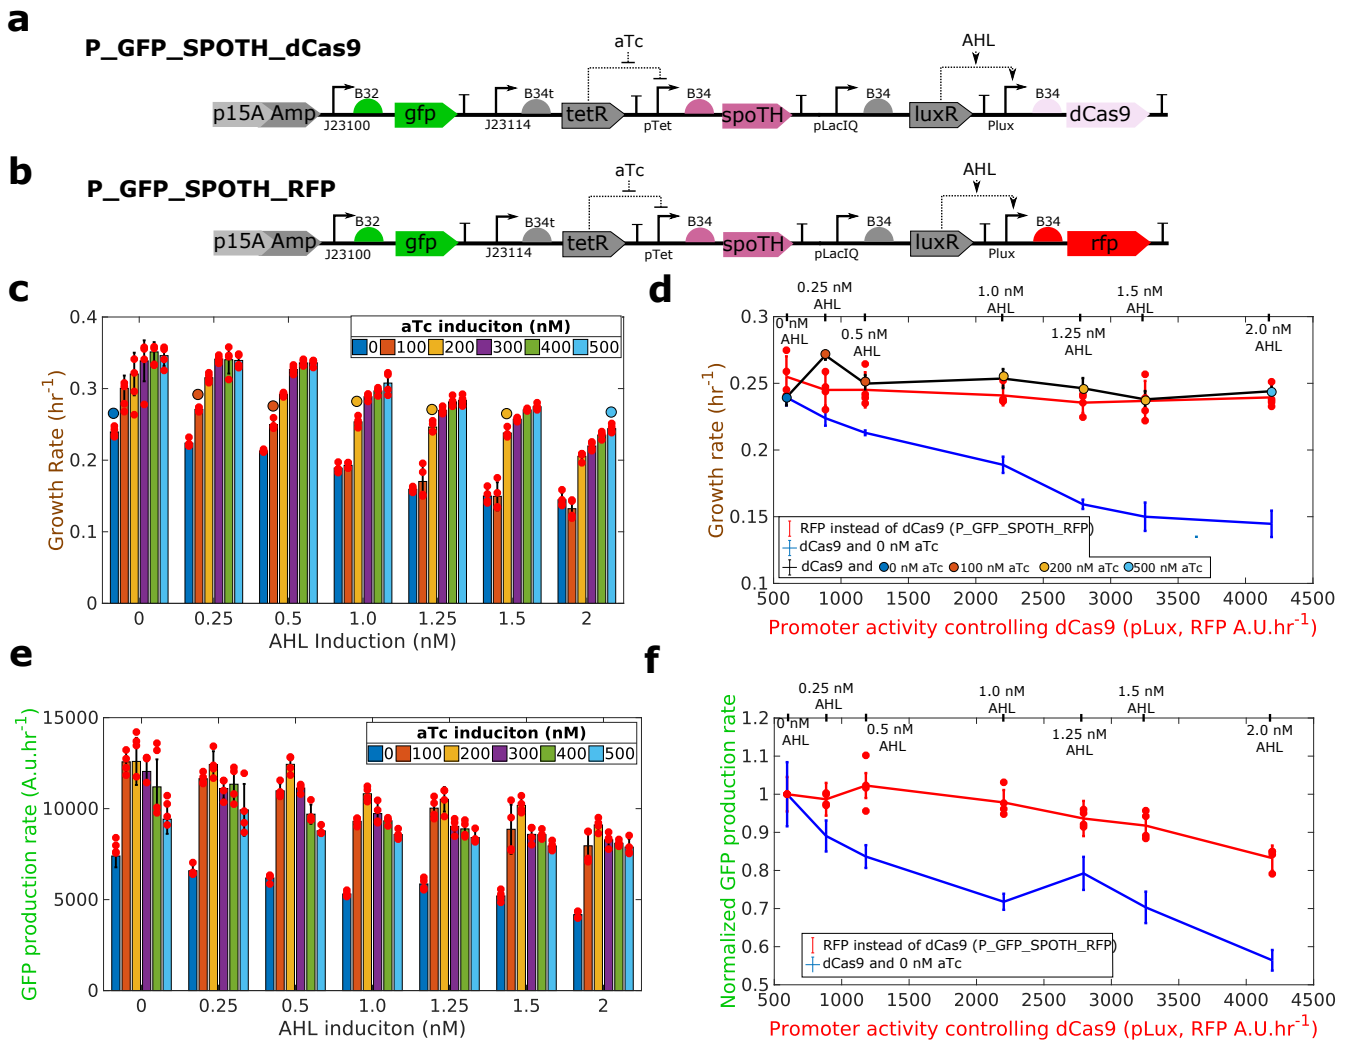 a
P_GFP_SPOTH_dCas9
aTc
AHL
B32
B34t
B34
B34
p15A Amp
gfp
tetR
spoTH
luxR
dCas9
J23100
J23114
pTet
pLacIQ
Plux
b
P_GFP_SPOTH_RFP
aTc
AHL
B32
B34t
B34
B34
B34
p15A Amp
gfp
tetR
spoTH
luxR
rfp
J23100
J23114
pTet
pLacIQ
Plux
c
aTc induciton (nM)
0 100 200 300 400 500
Growth Rate (hr-1)
0.4
0.3
0.2
0.1
0
0 0.25 0.5 1.0 1.25 1.5 2
AHL Induction (nM)
d
0 nM AHL
0.25 nM AHL
0.5 nM AHL
1.0 nM AHL
1.25 nM AHL
1.5 nM AHL
2.0 nM AHL
Growth rate (hr-1)
0.3
0.25
0.2
0.15
0.1
RFP instead of dCas9 (P_GFP_SPOTH_RFP)
dCas9 and 0 nM aTc
dCas9 and 0 nM aTc 100 nM aTc 200 nM aTc 500 nM aTc
500 1000 1500 2000 2500 3000 3500 4000 4500
Promoter activity controlling dCas9 (pLux, RFP A.U.hr-1)
e
aTc induciton (nM)
0 100 200 300 400 500
GFP production rate (A.u.hr-1)
15000
10000
5000
0
0 0.25 0.5 1.0 1.25 1.5 2
AHL induciton (nM)
f
0 nM AHL
0.25 nM AHL
0.5 nM AHL
1.0 nM AHL
1.25 nM AHL
1.5 nM AHL
2.0 nM AHL
Normalized GFP production rate
1.2
1.1
1
0.9
0.8
0.7
0.6
0.5
RFP instead of dCas9 (P_GFP_SPOTH_RFP)
dCas9 and 0 nM aTc
500 1000 1500 2000 2500 3000 3500 4000 4500
Promoter activity controlling dCas9 (pLux, RFP A.U.hr-1)